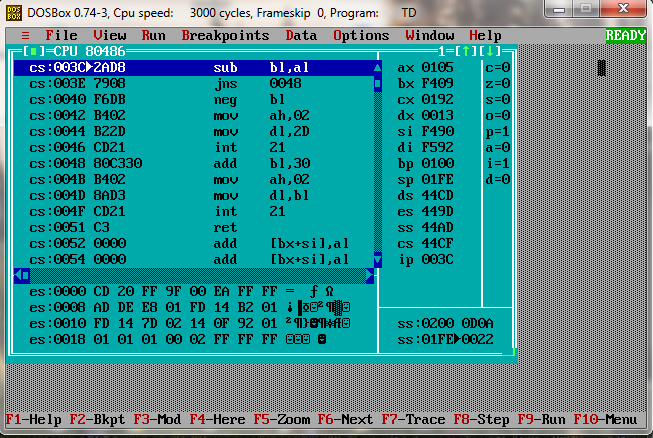 DOSBox 0.74-3, Cpu speed: 3000 cycles, Frameskip 0, Program: TD
≡ File View Run Breakpoints Data Options Window Help READY
[■]=CPU 80486 1=[↑][↓]
cs:003C►2AD8 sub bl,al ax 0105 c=0
cs:003E 7908 jns 0048 bx F409 z=0
cs:0040 F6DB neg bl cx 0192 s=0
cs:0042 B402 mov ah,02 dx 0013 o=0
cs:0044 B22D mov dl,2D si F490 p=1
cs:0046 CD21 int 21 di F592 a=0
cs:0048 80C330 add bl,30 bp 0100 i=1
cs:004B B402 mov ah,02 sp 01FE d=0
cs:004D 8AD3 mov dl,bl ds 44CD
cs:004F CD21 int 21 es 449D
cs:0051 C3 ret ss 44AD
cs:0052 0000 add [bx+si],al cs 44CF
cs:0054 0000 add [bx+si],al ip 003C
es:0000 CD 20 FF 9F 00 EA FF FF = ƒ Ω
es:0008 AD DE E8 01 FD 14 B2 01
es:0010 FD 14 7D 02 14 0F 92 01 ss:0200 0D0A
es:0018 01 01 01 00 02 FF FF FF ss:01FE►0022
F1-Help F2-Bkpt F3-Mod F4-Here F5-Zoom F6-Next F7-Trace F8-Step F9-Run F10-Menu